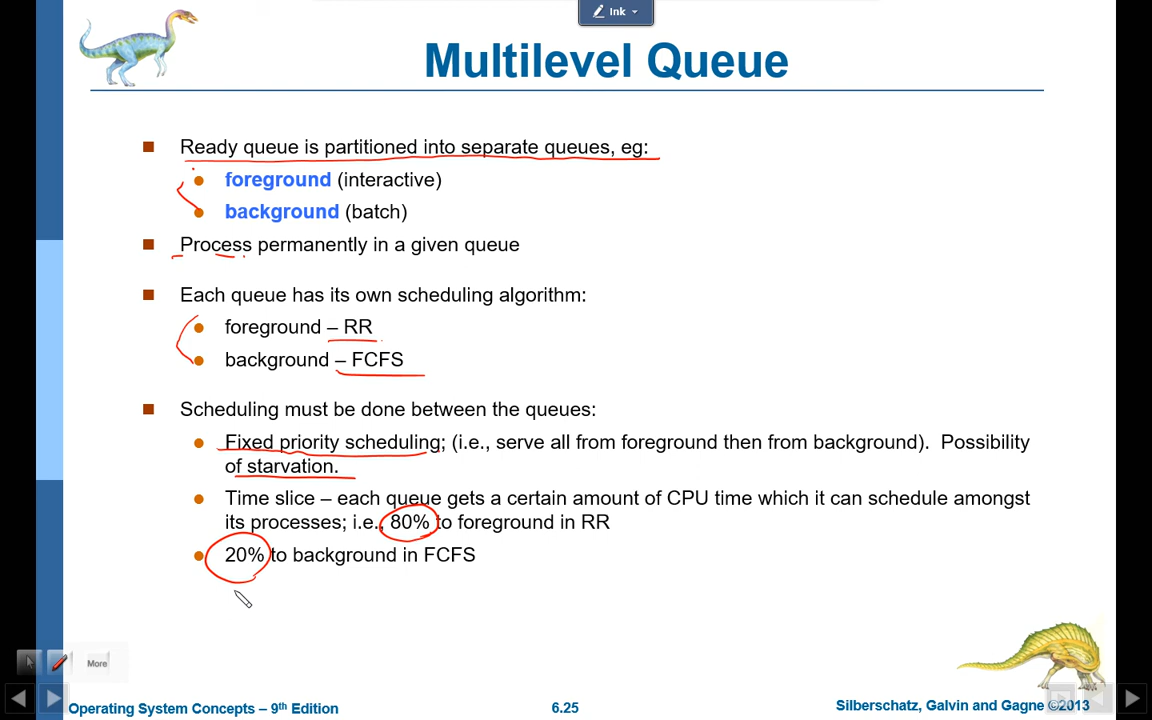 Ink
Multilevel Queue
Ready queue is partitioned into separate queues, eg:
foreground (interactive)
background (batch)
Process permanently in a given queue
Each queue has its own scheduling algorithm:
foreground – RR
background – FCFS
Scheduling must be done between the queues:
Fixed priority scheduling; (i.e., serve all from foreground then from background). Possibility
of starvation.
Time slice – each queue gets a certain amount of CPU time which it can schedule amongst
its processes; i.e., 80% to foreground in RR
20% to background in FCFS
More
Operating System Concepts – 9th Edition
6.25
Silberschatz, Galvin and Gagne ©2013